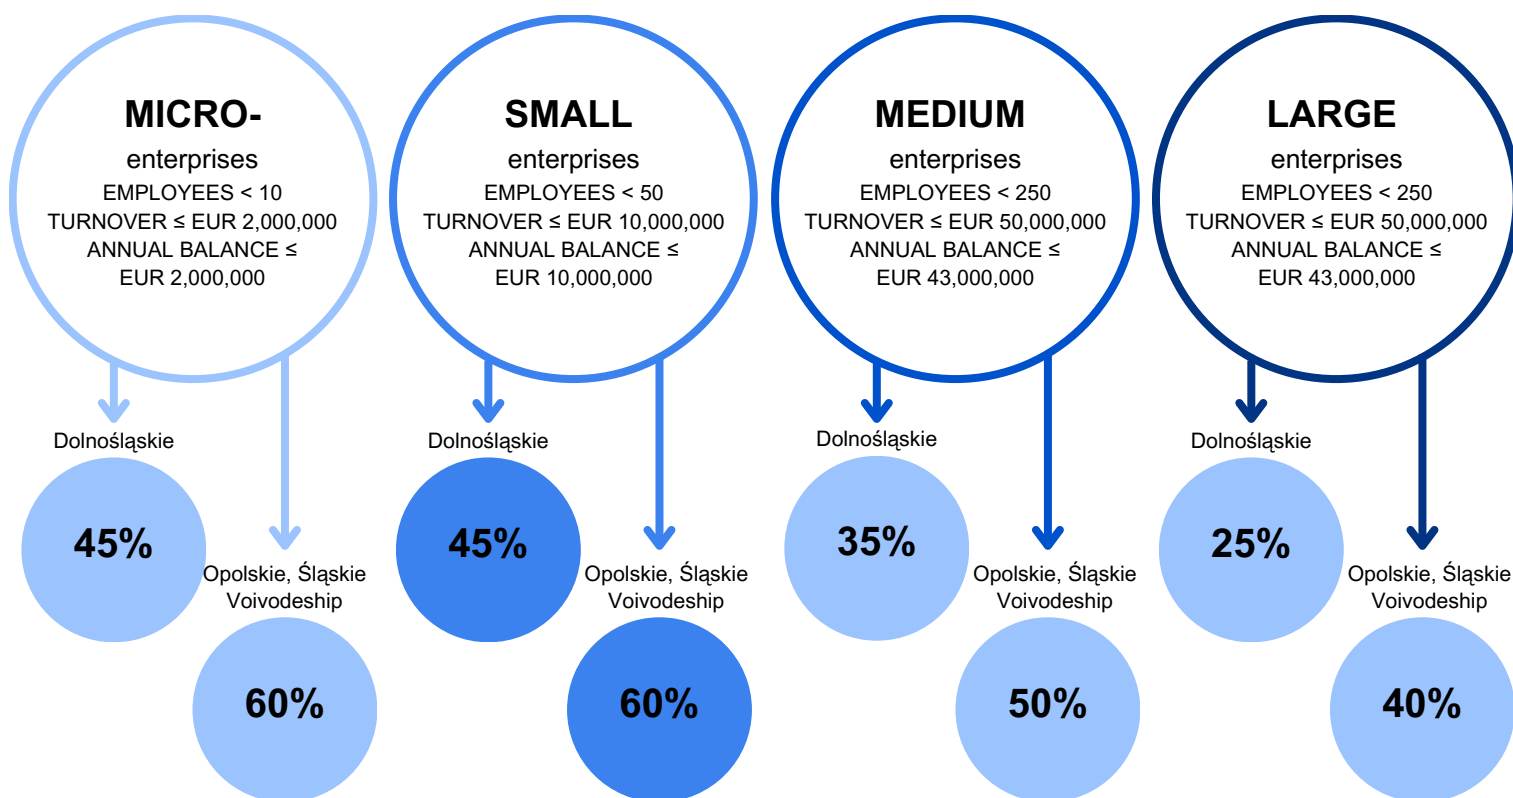 MICRO-
enterprises
EMPLOYEES < 10
TURNOVER ≤ EUR 2,000,000
ANNUAL BALANCE ≤
EUR 2,000,000
Dolnośląskie
45%
Opolskie, Śląskie
Voivodeship
60%
SMALL
enterprises
EMPLOYEES < 50
TURNOVER ≤ EUR 10,000,000
ANNUAL BALANCE ≤
EUR 10,000,000
Dolnośląskie
45%
Opolskie, Śląskie
Voivodeship
60%
MEDIUM
enterprises
EMPLOYEES < 250
TURNOVER ≤ EUR 50,000,000
ANNUAL BALANCE ≤
EUR 43,000,000
Dolnośląskie
35%
Opolskie, Śląskie
Voivodeship
50%
LARGE
enterprises
EMPLOYEES < 250
TURNOVER ≤ EUR 50,000,000
ANNUAL BALANCE ≤
EUR 43,000,000
Dolnośląskie
25%
Opolskie, Śląskie
Voivodeship
40%